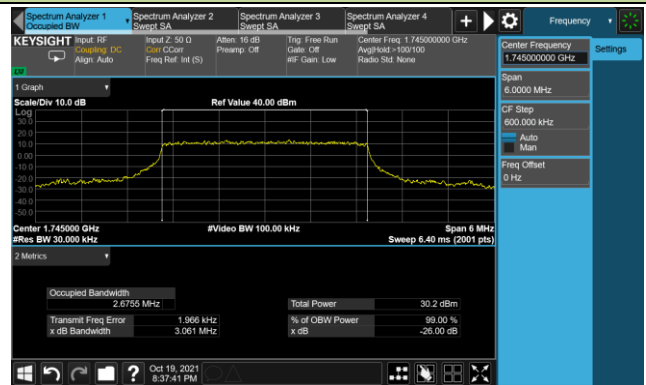 Spectrum Analyzer 1
Occupied BW
Spectrum Analyzer 2
Swept SA
Spectrum Analyzer 3
Swept SA
Spectrum Analyzer 4
Swept SA
Frequency
KEYSIGHT
Input: RF
Coupling: DC
Align: Auto
Input Z: 50 Ω
Corr CCorr
Freq Ref: Int (S)
Atten: 16 dB
Preamp: Off
Trig: Free Run
Gate: Off
#IF Gain: Low
Center Freq: 1.745000000 GHz
Avg|Hold:>100/100
Radio Std: None
Center Frequency
1.745000000 GHz
Settings
Span
6.0000 MHz
CF Step
600.000 kHz
Auto
Man
Freq Offset
0 Hz
1 Graph
Scale/Div 10.0 dB
Ref Value 40.00 dBm
Log
30.0
20.0
10.0
0.00
-10.0
-20.0
-30.0
-40.0
-50.0
Center 1.745000 GHz
#Video BW 100.00 kHz
Span 6 MHz
#Res BW 30.000 kHz
Sweep 6.40 ms (2001 pts)
2 Metrics
Occupied Bandwidth
2.6755 MHz
Total Power
30.2 dBm
Transmit Freq Error
1.966 kHz
% of OBW Power
99.00 %
x dB Bandwidth
3.061 MHz
x dB
-26.00 dB
?
Oct 19, 2021
8:37:41 PM